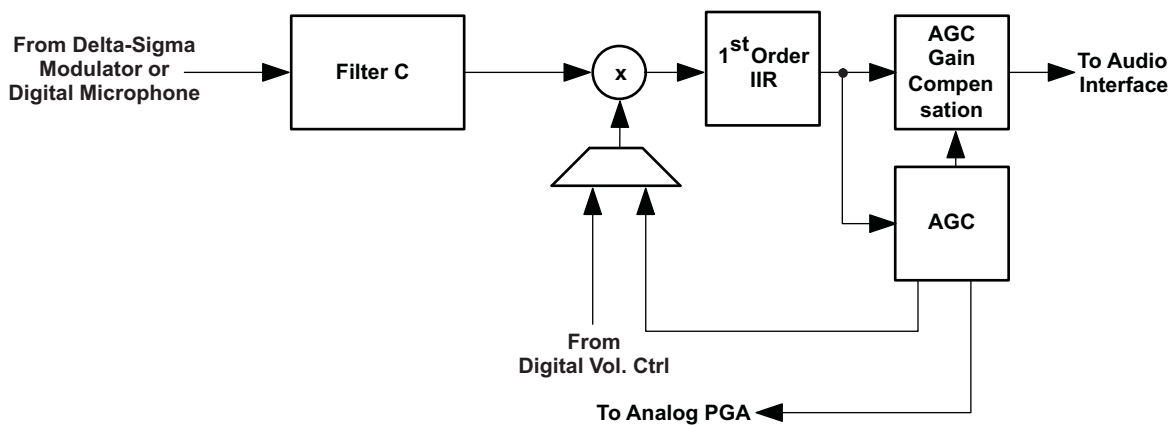 From Delta-Sigma
Modulator or
Digital Microphone
Filter C
x
1st Order
IIR
AGC
Gain
Compen
sation
To Audio
Interface
AGC
From
Digital Vol. Ctrl
To Analog PGA